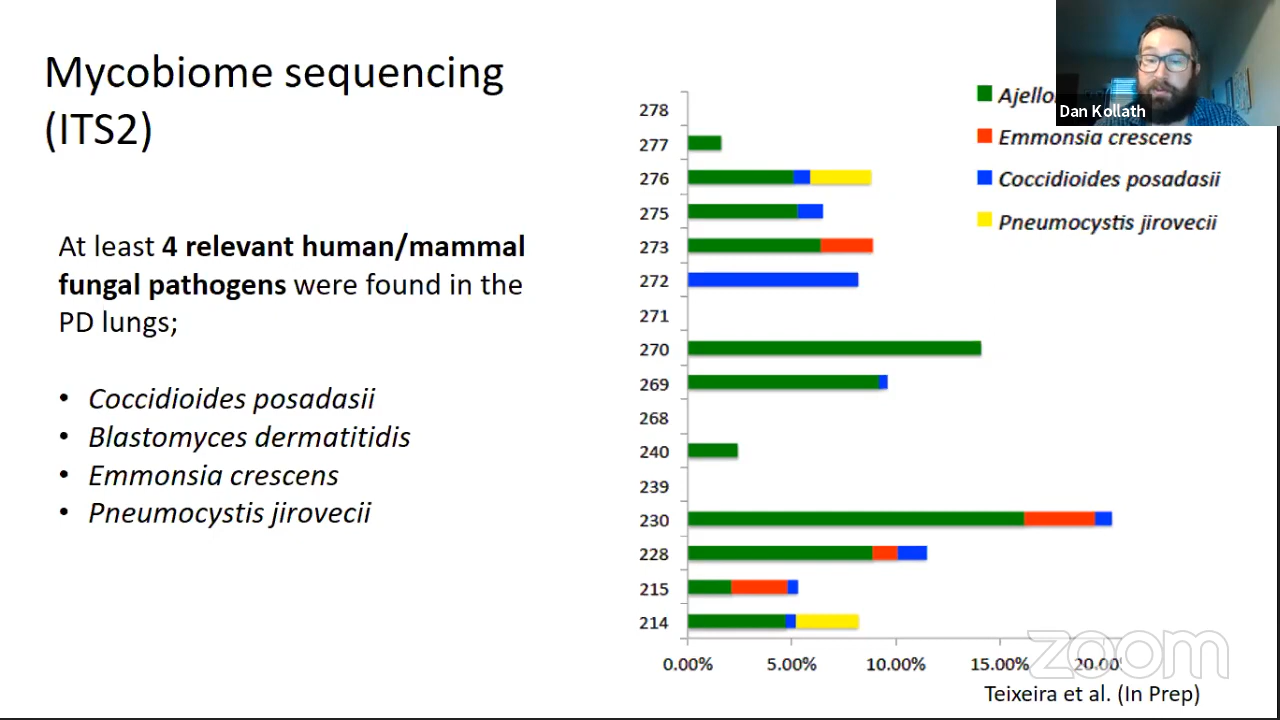 Mycobiome sequencing
(ITS2)
At least 4 relevant human/mammal
fungal pathogens were found in the
PD lungs;
• Coccidioides posadasii
• Blastomyces dermatitidis
• Emmonsia crescens
• Pneumocystis jirovecii
278
277
276
275
273
272
271
270
269
268
240
239
230
228
215
214
0.00% 5.00% 10.00% 15.00% 20.00
Emmonsia crescens
Coccidioides posadasii
Pneumocystis jirovecii
Dan Kollath
zoom
Teixeira et al. (In Prep)